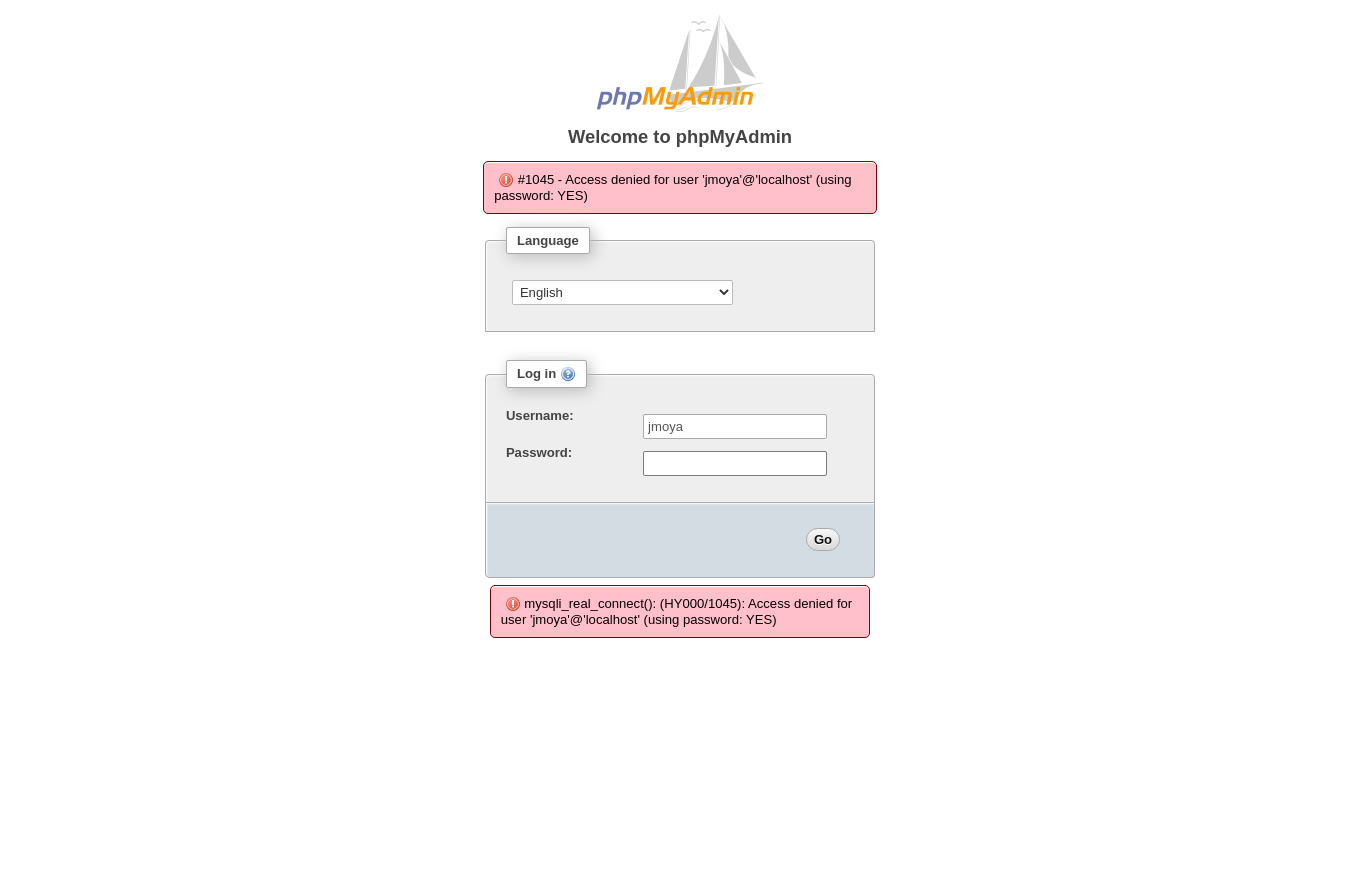 phpMyAdmin
Welcome to phpMyAdmin
#1045 - Access denied for user 'jmoya'@'localhost' (using
password: YES)
Language
English
Log in
Username:
jmoya
Password:
Go
mysqli_real_connect(): (HY000/1045): Access denied for
user 'jmoya'@'localhost' (using password: YES)